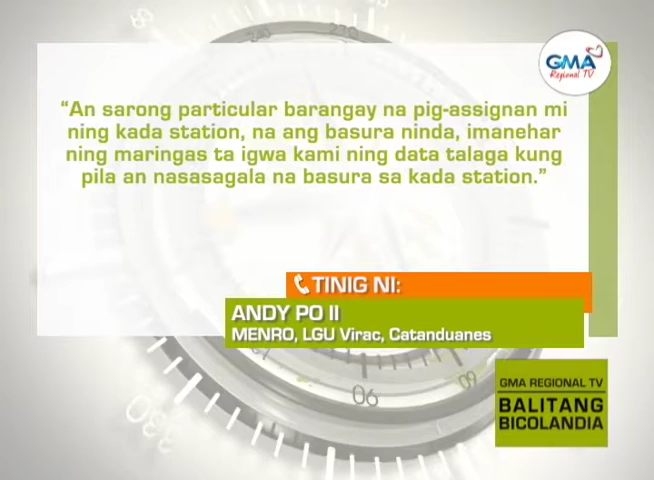 GMA
Regional TV
“An sarong particular barangay na pig-assignan mi
ning kada station, na ang basura ninda, imanehar
ning maringas ta igwa kami ning data talaga kung
pila an nasasagala na basura sa kada station.”
TINIG NI:
ANDY PO II
MENRO, LGU Virac, Catanduanes
GMA REGIONAL TV
BALITANG
BICOLANDIA
06
330